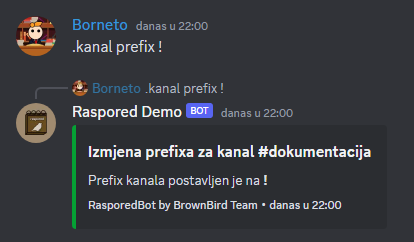 Borneto danas u 22:00
.kanal prefix !
Borneto .kanal prefix !
Raspored Demo BOT danas u 22:00
Izmjena prefixa za kanal #dokumentacija
Prefix kanala postavljen je na !
RasporedBot by BrownBird Team • danas u 22:00